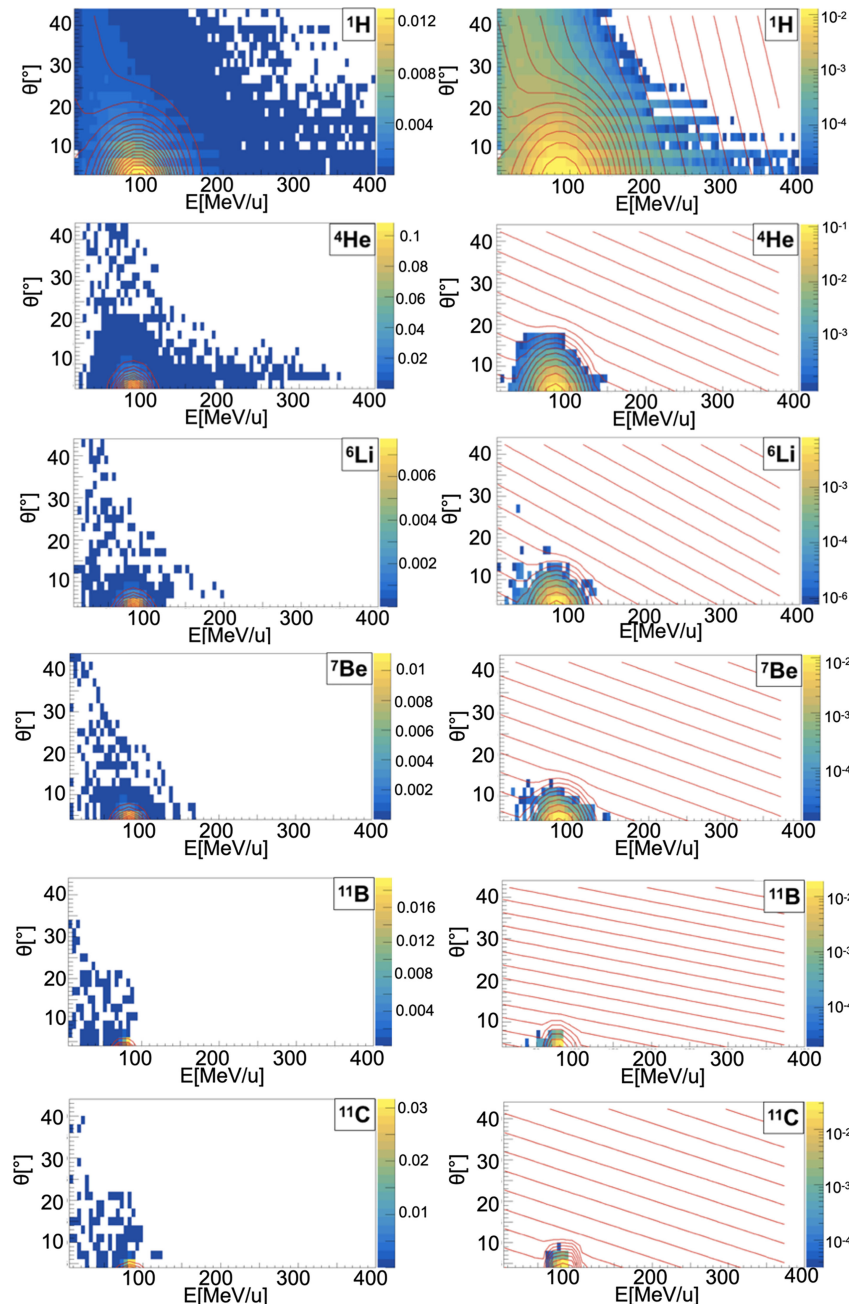 40 ¹H 0.012 40 ¹H 10⁻²
θ[°] 30 0.008 θ[°] 30 10⁻³
20 0.004 20 10⁻⁴
10 10
100 200 300 400 100 200 300 400
E[MeV/u] E[MeV/u]
40 ⁴He 0.1 40 ⁴He 10⁻¹
θ[°] 30 0.08 θ[°] 30 10⁻²
20 0.06 20 10⁻³
10 0.04 10
0.02
100 200 300 400 100 200 300 400
E[MeV/u] E[MeV/u]
40 ⁶Li 0.006 40 ⁶Li 10⁻³
θ[°] 30 0.004 θ[°] 30 10⁻⁴
20 0.002 20 10⁻⁶
10 10
100 200 300 400 100 200 300 400
E[MeV/u] E[MeV/u]
40 ⁷Be 0.01 40 ⁷Be 10⁻²
θ[°] 30 0.008 θ[°] 30 10⁻³
20 0.006 20 10⁻⁴
10 0.004 10
0.002
100 200 300 400 100 200 300 400
E[MeV/u] E[MeV/u]
40 ¹¹B 0.016 40 ¹¹B 10⁻²
θ[°] 30 0.012 θ[°] 30 10⁻³
20 0.008 20 10⁻⁴
10 0.004 10
100 200 300 400 100 200 300 400
E[MeV/u] E[MeV/u]
40 ¹¹C 0.03 40 ¹¹C 10⁻²
θ[°] 30 0.02 θ[°] 30 10⁻³
20 0.01 20 10⁻⁴
10 10
100 200 300 400 100 200 300 400
E[MeV/u] E[MeV/u]